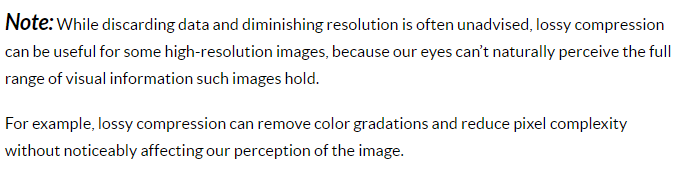 Note: While discarding data and diminishing resolution is often unadvised, lossy compression
can be useful for some high-resolution images, because our eyes can’t naturally perceive the full
range of visual information such images hold.
For example, lossy compression can remove color gradations and reduce pixel complexity
without noticeably affecting our perception of the image.